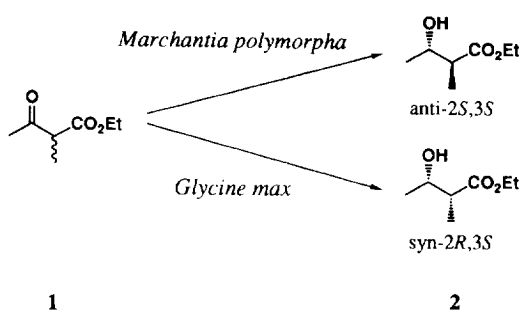 Marchantia polymorpha
OH
CO₂Et
anti-2S,3S
O
CO₂Et
Glycine max
OH
CO₂Et
syn-2R,3S
1
2